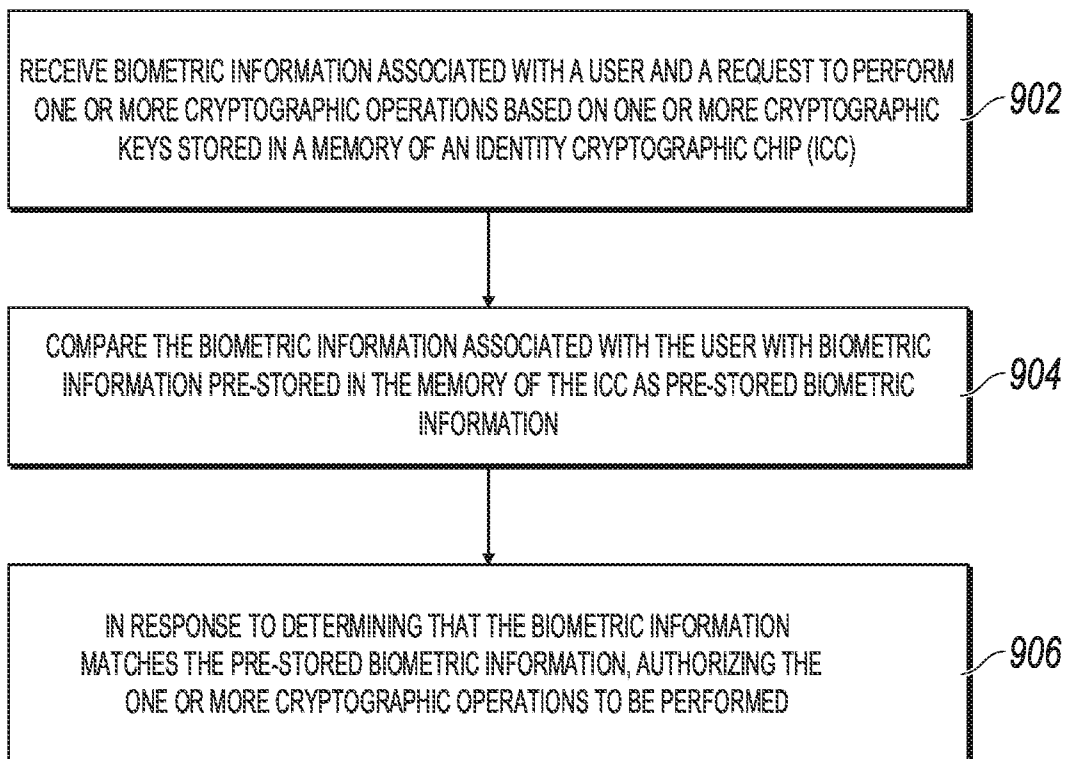 RECEIVE BIOMETRIC INFORMATION ASSOCIATED WITH A USER AND A REQUEST TO PERFORM
ONE OR MORE CRYPTOGRAPHIC OPERATIONS BASED ON ONE OR MORE CRYPTOGRAPHIC
KEYS STORED IN A MEMORY OF AN IDENTITY CRYPTOGRAPHIC CHIP (ICC)
902
COMPARE THE BIOMETRIC INFORMATION ASSOCIATED WITH THE USER WITH BIOMETRIC
INFORMATION PRE-STORED IN THE MEMORY OF THE ICC AS PRE-STORED BIOMETRIC
INFORMATION
904
IN RESPONSE TO DETERMINING THAT THE BIOMETRIC INFORMATION
MATCHES THE PRE-STORED BIOMETRIC INFORMATION, AUTHORIZING THE
ONE OR MORE CRYPTOGRAPHIC OPERATIONS TO BE PERFORMED
906